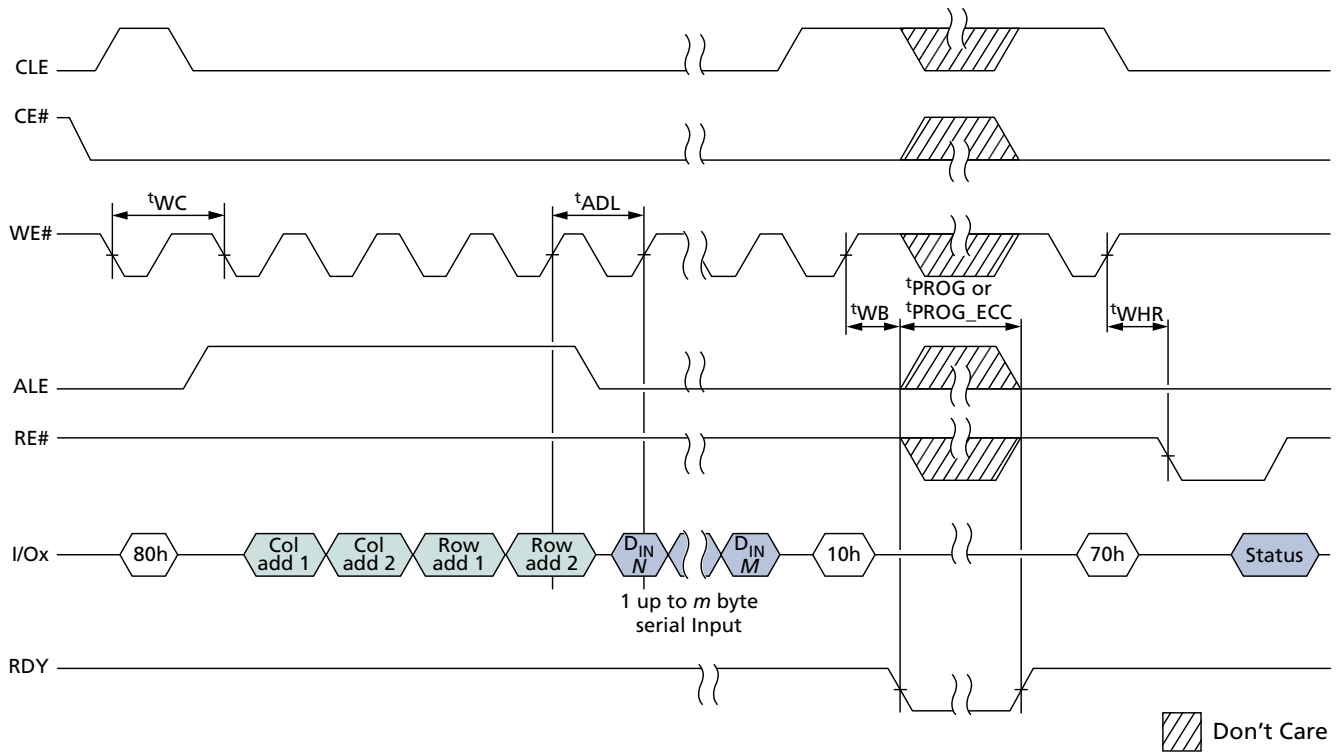 CLE
CE#
tWC
tADL
WE#
tPROG or
tWB
tPROG_ECC
tWHR
ALE
RE#
I/Ox
80h
Col
add 1
Col
add 2
Row
add 1
Row
add 2
DIN
N
DIN
M
10h
70h
Status
1 up to m byte
serial Input
RDY
Don't Care